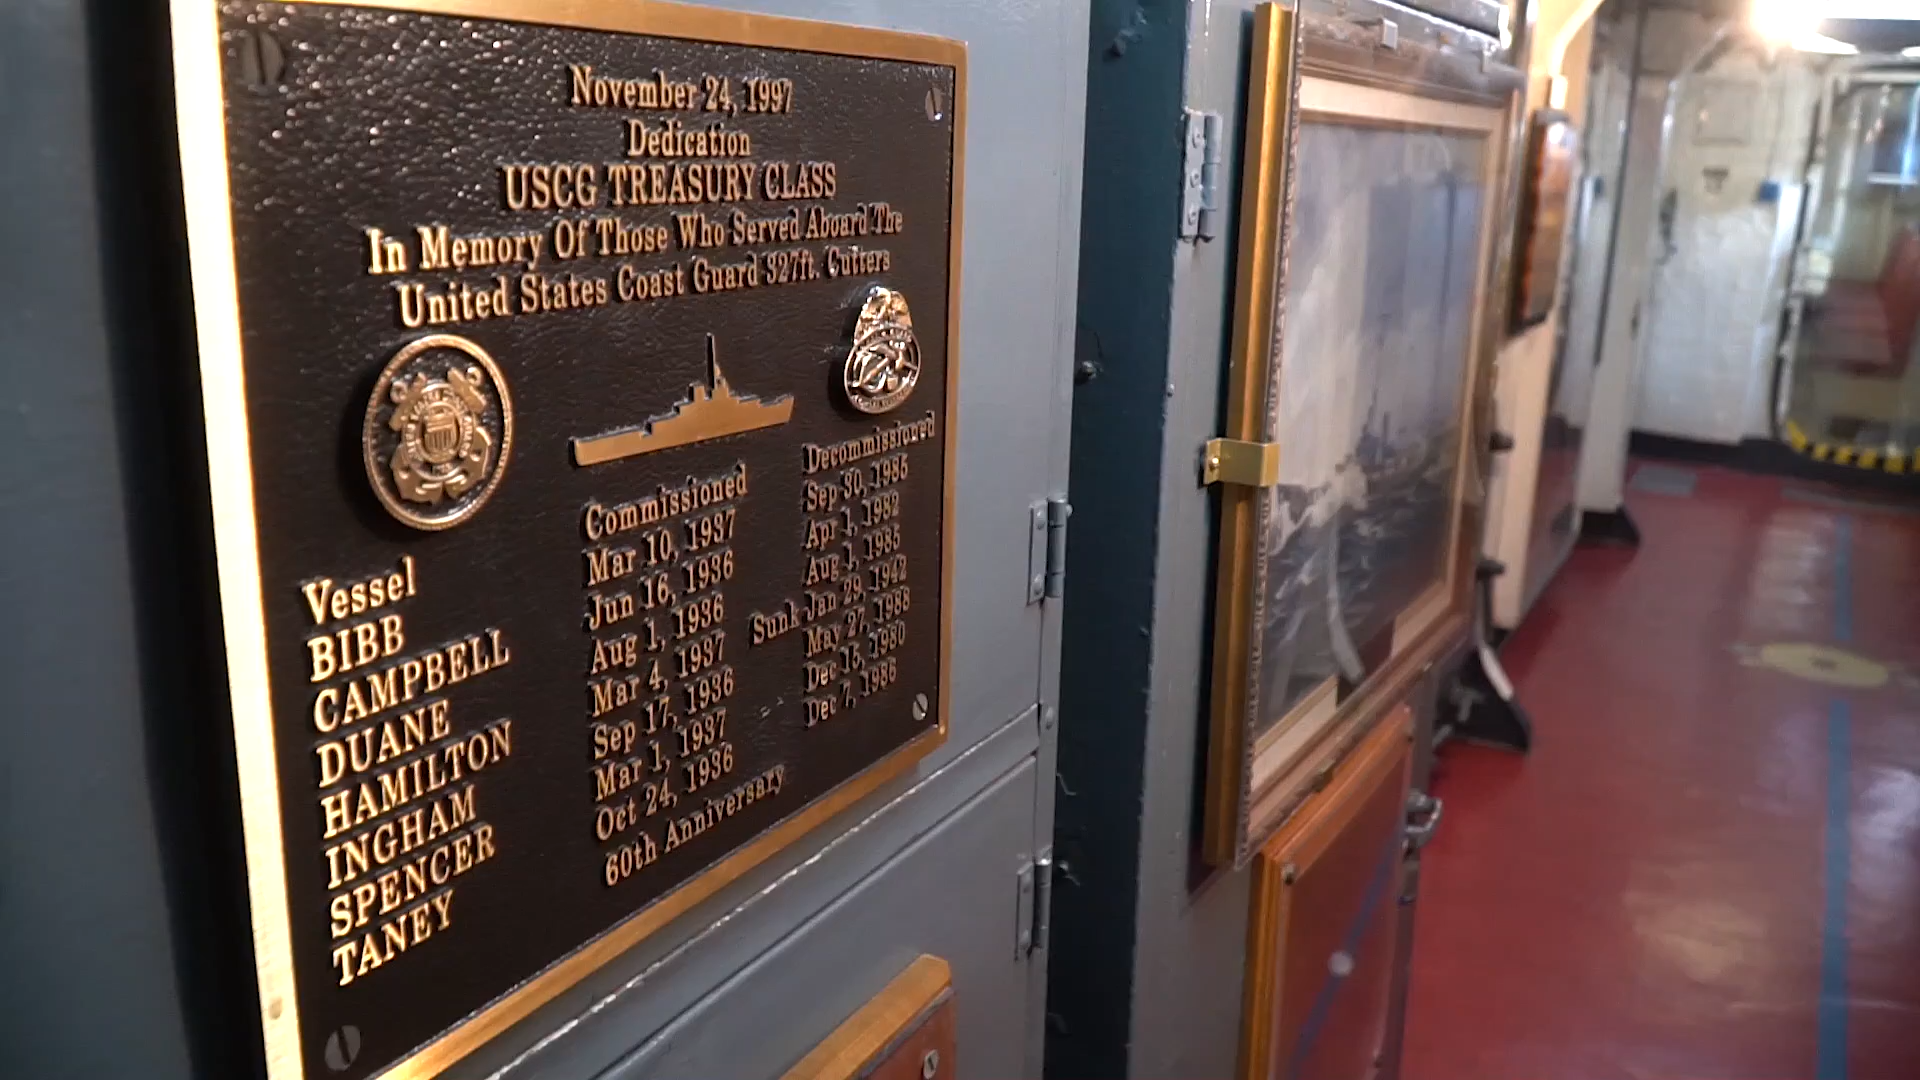 November 24, 1997
Dedication
USCG TREASURY CLASS
In Memory Of Those Who Served Aboard The
United States Coast Guard 327ft. Cutters
Vessel Commissioned Decommissioned
BIBB Mar 10, 1937 Sep 30, 1985
CAMPBELL Jun 16, 1936 Apr 1, 1982
DUANE Aug 1, 1936 Aug 1, 1985
HAMILTON Mar 4, 1937 Sunk Jan 29, 1942
INGHAM Sep 17, 1936 May 27, 1988
SPENCER Mar 1, 1937 Dec 15, 1980
TANEY Oct 24, 1936 Dec 7, 1986
60th Anniversary